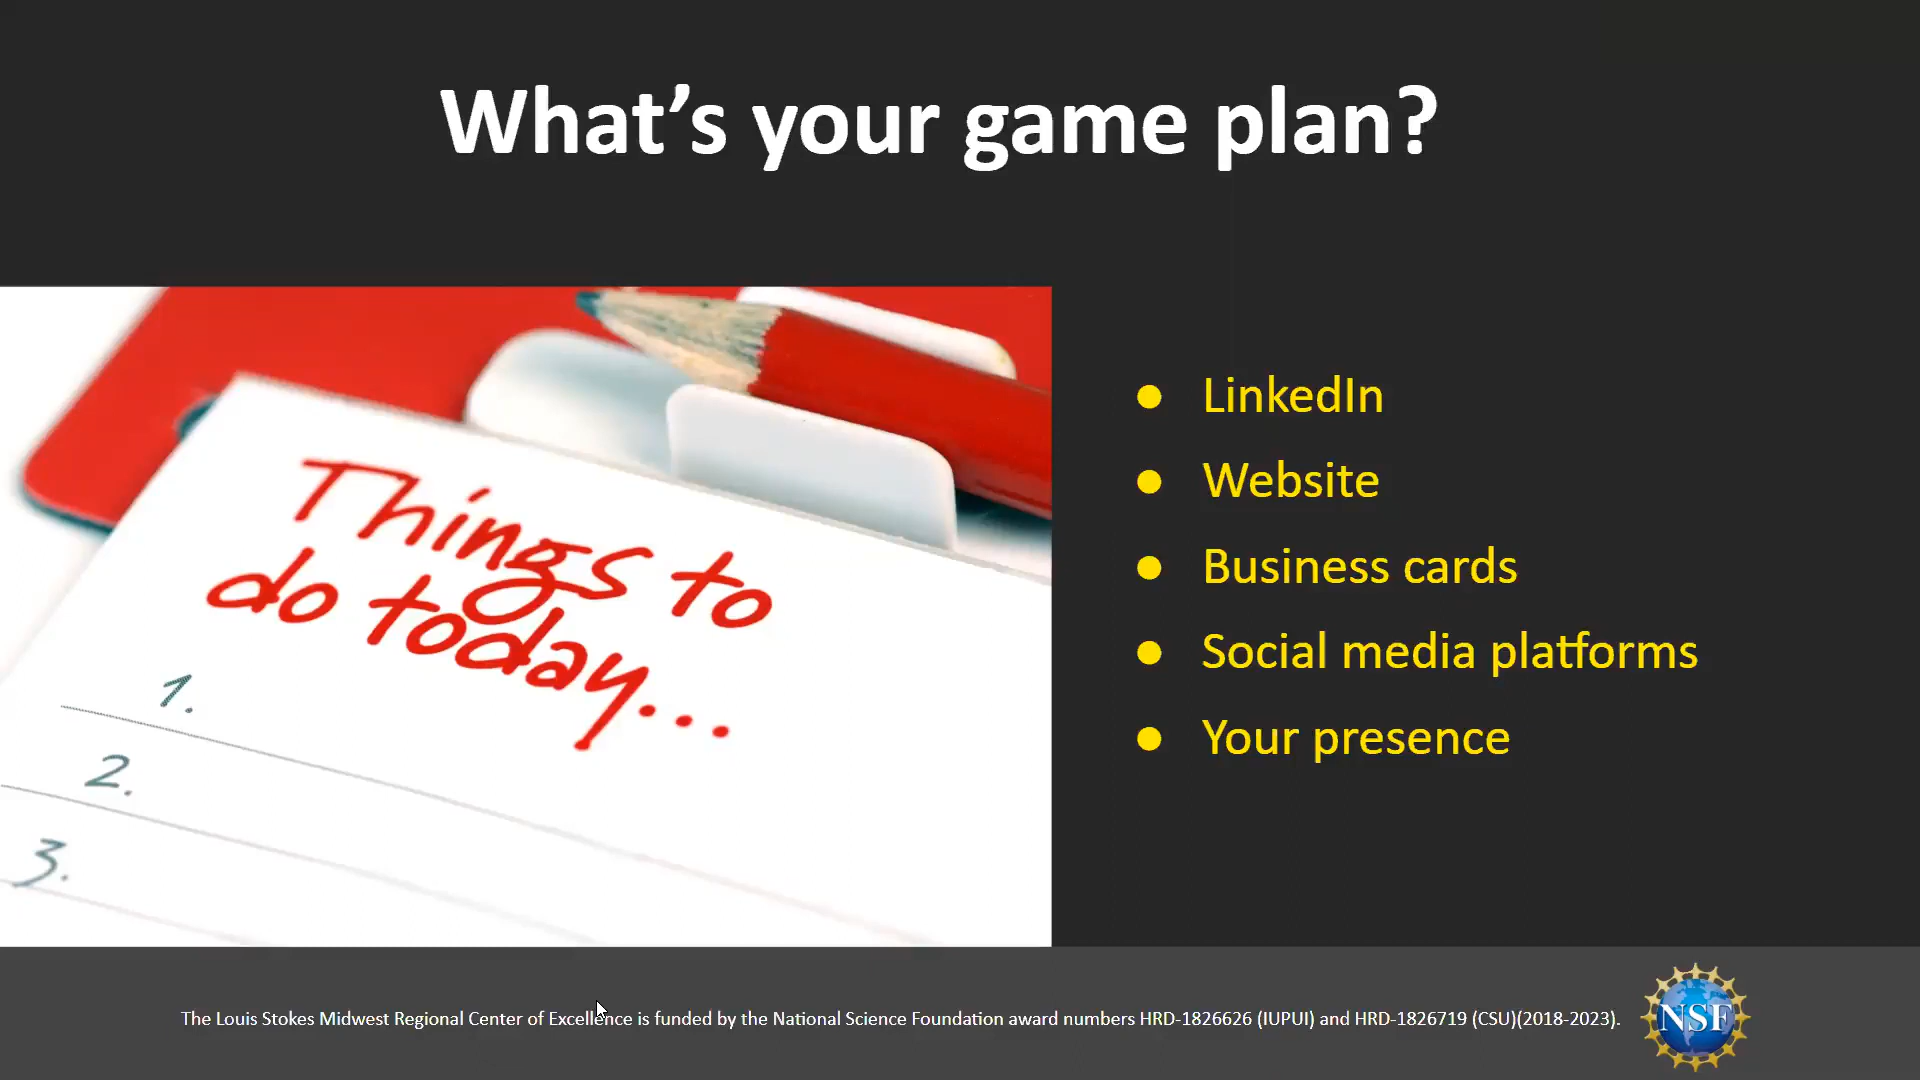 What’s your game plan?
Things to
do today...
1.
2.
3.
● LinkedIn
● Website
● Business cards
● Social media platforms
● Your presence
The Louis Stokes Midwest Regional Center of Excellence is funded by the National Science Foundation award numbers HRD-1826626 (IUPUI) and HRD-1826719 (CSU)(2018-2023).
NSF